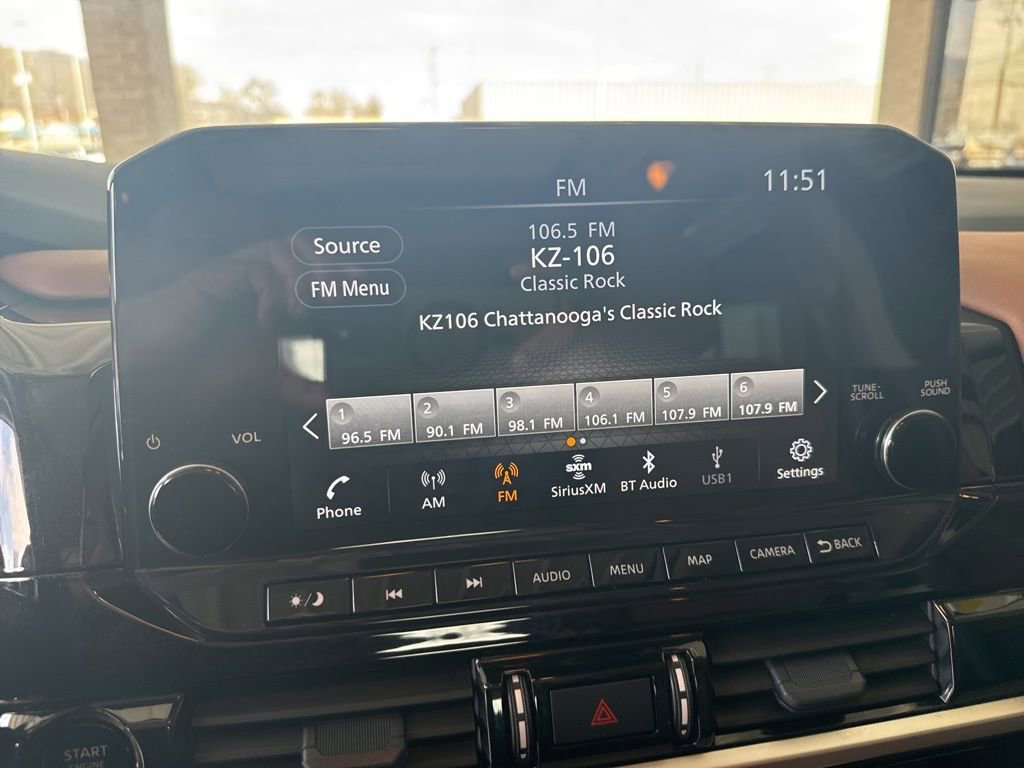 FM
11:51
Source
106.5 FM
KZ-106
Classic Rock
FM Menu
KZ106 Chattanooga's Classic Rock
1
96.5 FM
2
90.1 FM
3
98.1 FM
4
106.1 FM
5
107.9 FM
6
107.9 FM
TUNE-
SCROLL
PUSH
SOUND
VOL
Phone
AM
FM
sxm
SiriusXM
BT Audio
USB1
Settings
AUDIO
MENU
MAP
CAMERA
BACK
START
ENGINE